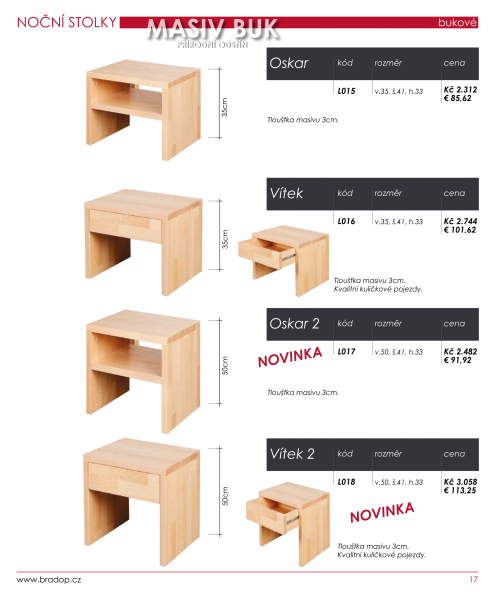 NOČNÍ STOLKY
MASIV BUK
PŘÍRODNÍ ODSTÍN
bukové
Oskar kód rozměr cena
L015 v.35, š.41, h.33 Kč 2.312
€ 85,62
35cm
Tloušťka masivu 3cm.
Vítek kód rozměr cena
L016 v.35, š.41, h.33 Kč 2.744
€ 101,62
35cm
Tloušťka masivu 3cm.
Kvalitní kuličkové pojezdy.
Oskar 2 kód rozměr cena
NOVINKA
L017 v.50, š.41, h.33 Kč 2.482
€ 91,92
50cm
Tloušťka masivu 3cm.
Vítek 2 kód rozměr cena
L018 v.50, š.41, h.33 Kč 3.058
€ 113,25
50cm
NOVINKA
Tloušťka masivu 3cm.
Kvalitní kuličkové pojezdy.
www.bradop.cz
17